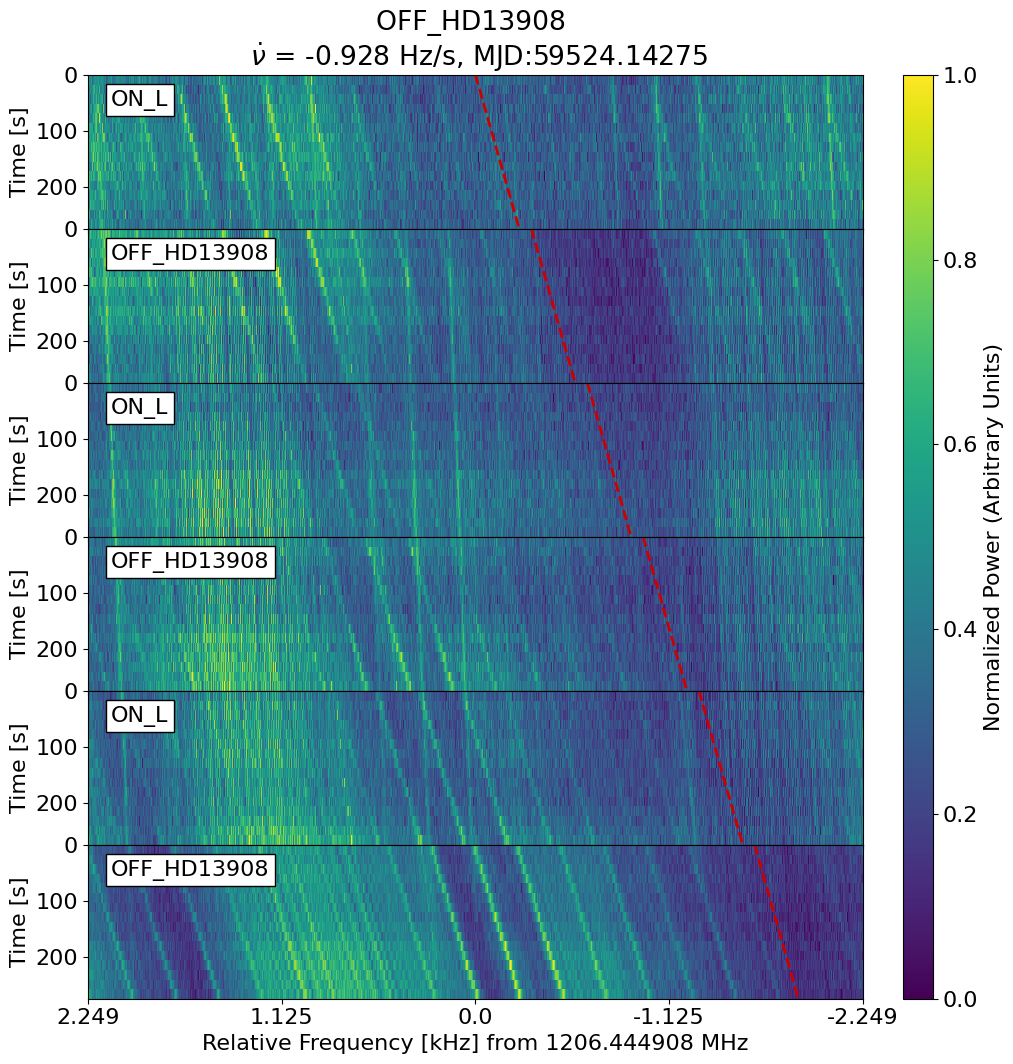 OFF_HD13908
ν̇ = -0.928 Hz/s, MJD:59524.14275
0
100
200
Time [s]
ON_L
0
100
200
Time [s]
OFF_HD13908
0
100
200
Time [s]
ON_L
0
100
200
Time [s]
OFF_HD13908
0
100
200
Time [s]
ON_L
0
100
200
Time [s]
OFF_HD13908
2.249 1.125 0.0 -1.125 -2.249
Relative Frequency [kHz] from 1206.444908 MHz
1.0
0.8
0.6
0.4
0.2
0.0
Normalized Power (Arbitrary Units)